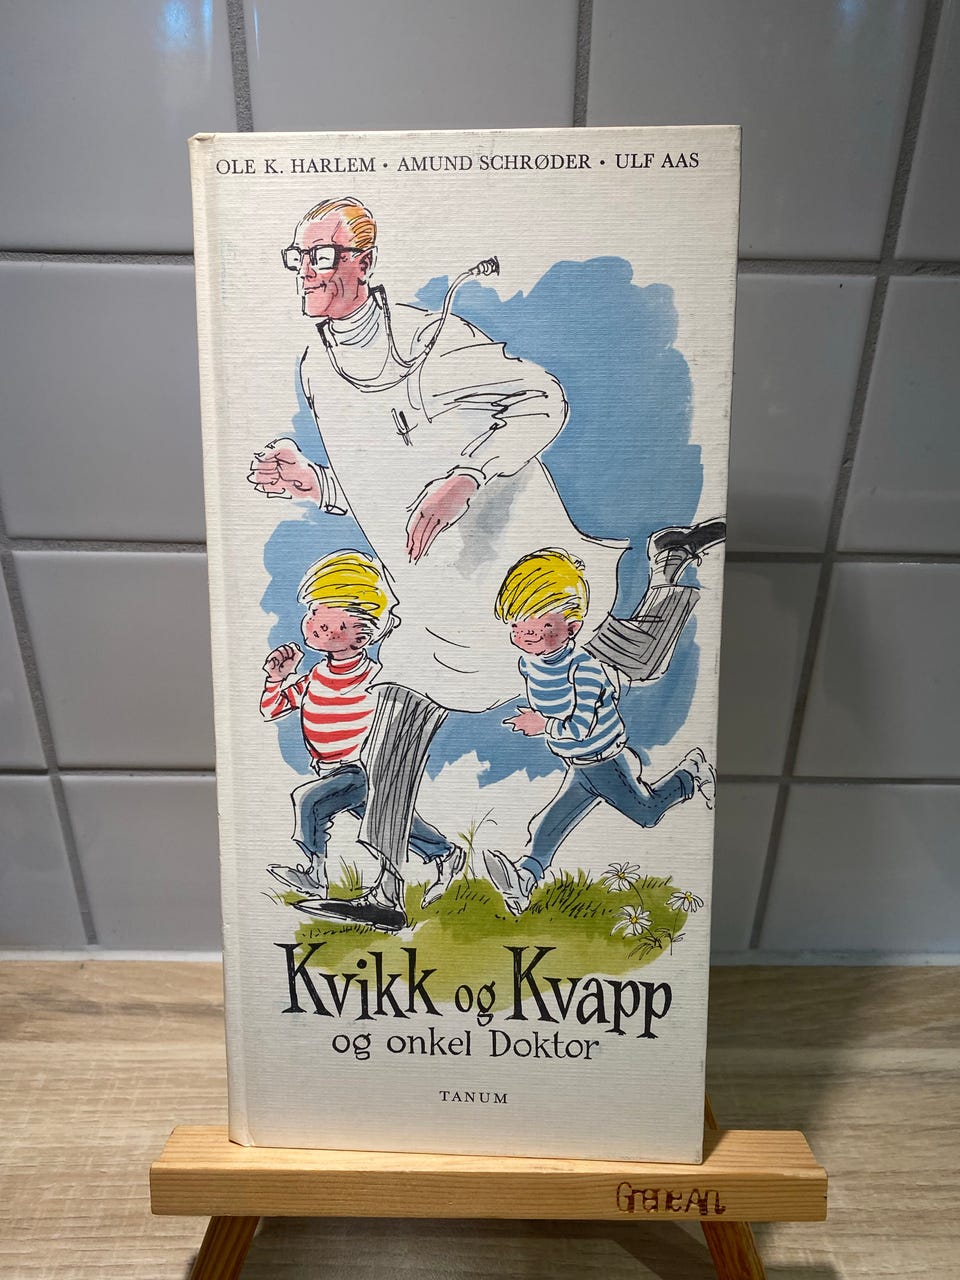 OLE K. HARLEM • AMUND SCHRØDER • ULF AAS
Kvikk og Kvapp
og onkel Doktor
TANUM